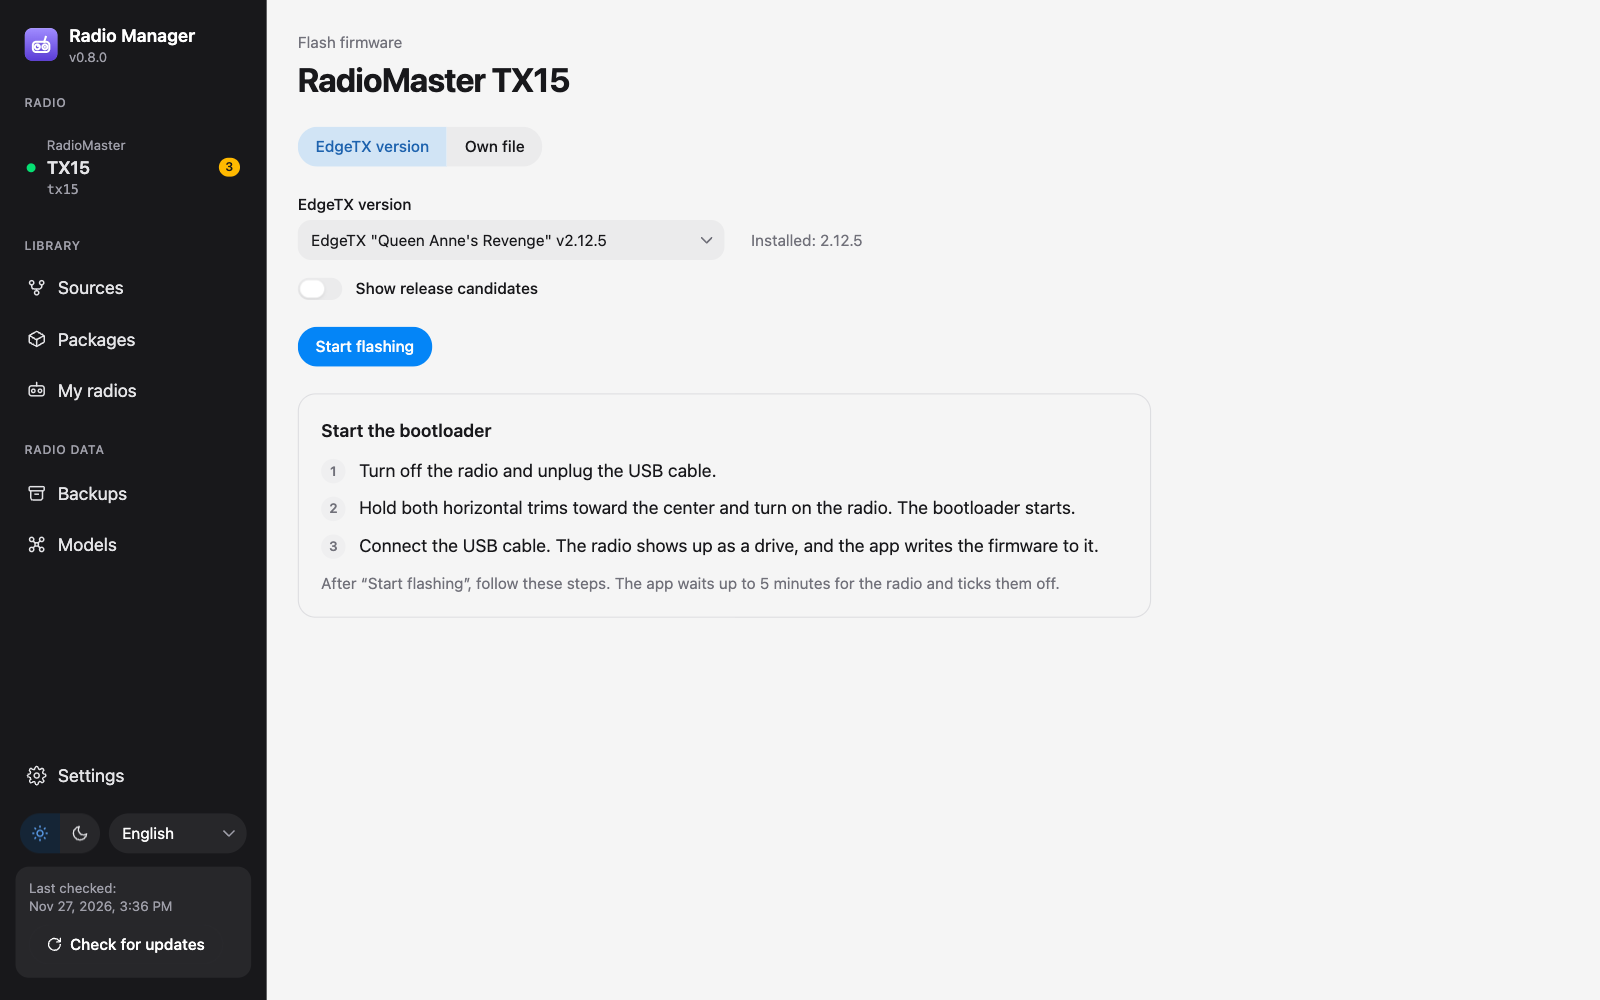 Radio Manager
v0.8.0
RADIO
RadioMaster
TX15
3
tx15
LIBRARY
Sources
Packages
My radios
RADIO DATA
Backups
Models
Settings
English
Last checked:
Nov 27, 2026, 3:36 PM
Check for updates
Flash firmware
RadioMaster TX15
EdgeTX version
Own file
EdgeTX version
EdgeTX "Queen Anne's Revenge" v2.12.5
Installed: 2.12.5
Show release candidates
Start flashing
Start the bootloader
1 Turn off the radio and unplug the USB cable.
2 Hold both horizontal trims toward the center and turn on the radio. The bootloader starts.
3 Connect the USB cable. The radio shows up as a drive, and the app writes the firmware to it.
After “Start flashing”, follow these steps. The app waits up to 5 minutes for the radio and ticks them off.